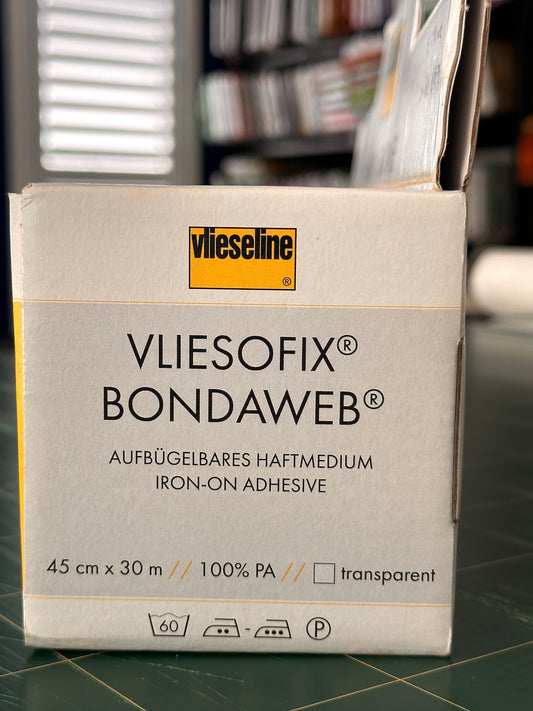 vlieseline
®
VLIESOFIX®
BONDAWEB®
AUFBÜGELBARES HAFTMEDIUM
IRON-ON ADHESIVE
45 cm x 30 m // 100% PA // transparent
60 - P